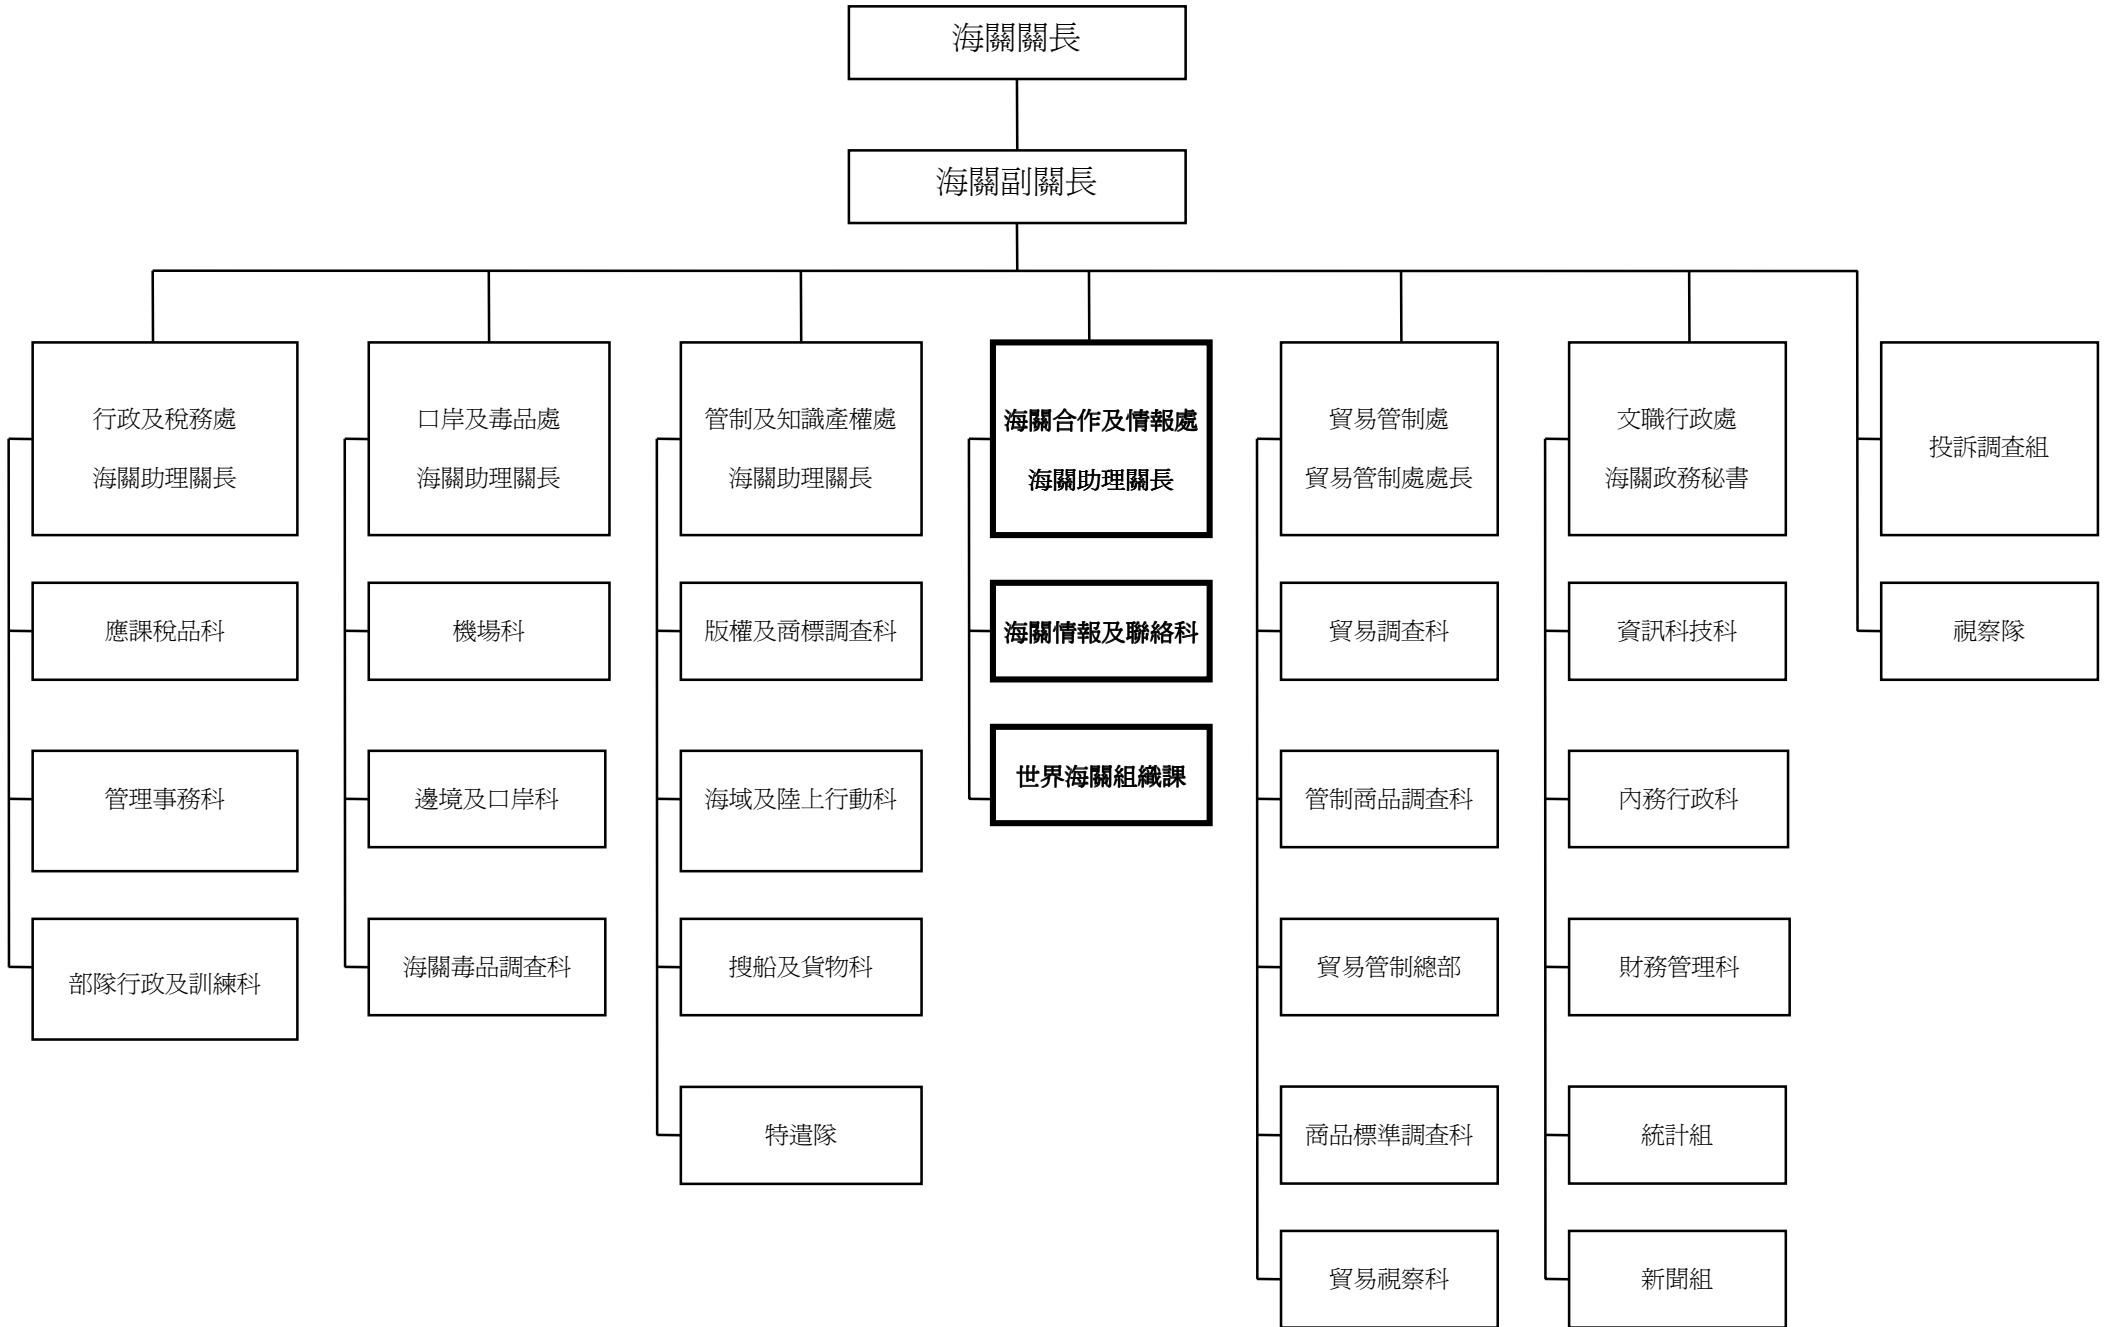 海關關長
海關副關長
行政及稅務處
海關助理關長
應課稅品科
管理事務科
部隊行政及訓練科
口岸及毒品處
海關助理關長
機場科
邊境及口岸科
海關毒品調查科
管制及知識產權處
海關助理關長
版權及商標調查科
海域及陸上行動科
搜船及貨物科
特遣隊
海關合作及情報處
海關助理關長
海關情報及聯絡科
世界海關組織課
貿易管制處
貿易管制處處長
貿易調查科
管制商品調查科
貿易管制總部
商品標準調查科
貿易視察科
文職行政處
海關政務秘書
資訊科技科
內務行政科
財務管理科
統計組
新聞組
投訴調查組
視察隊